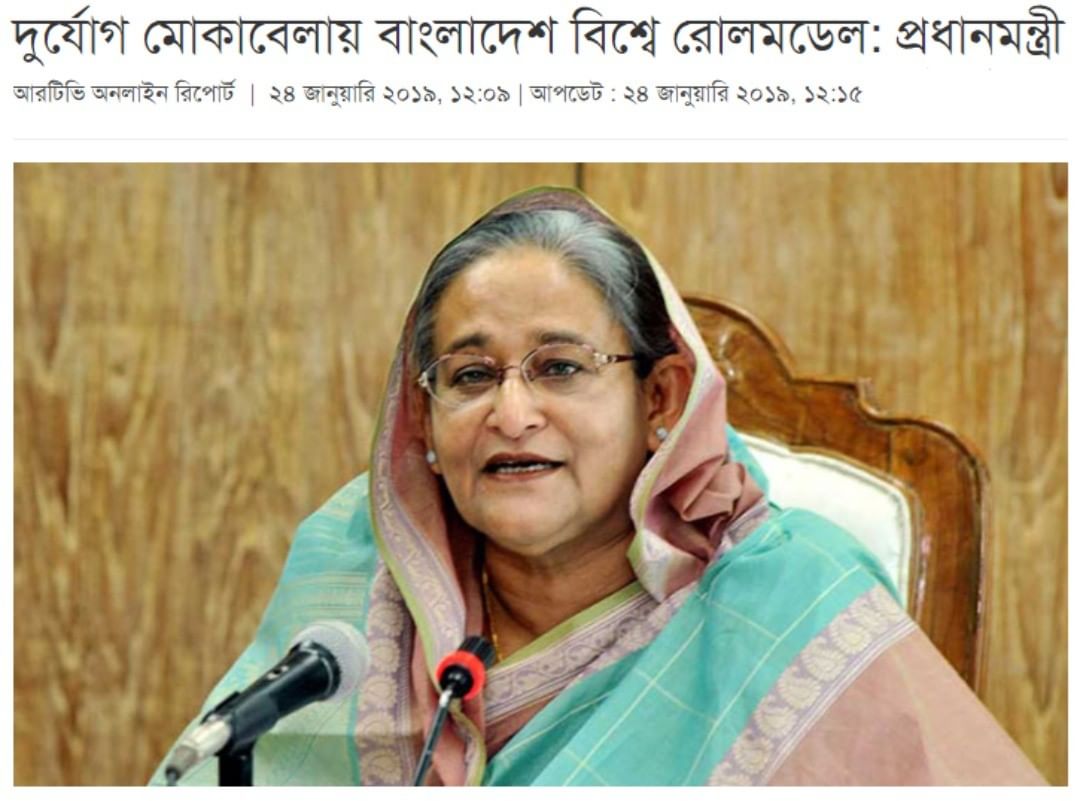 দুর্যোগ মোকাবেলায় বাংলাদেশ বিশ্বে রোলমডেল: প্রধানমন্ত্রী
আরটিভি অনলাইন রিপোর্ট | ২৪ জানুয়ারি ২০১৯, ১২:০৯ | আপডেট : ২৪ জানুয়ারি ২০১৯, ১২:১৫